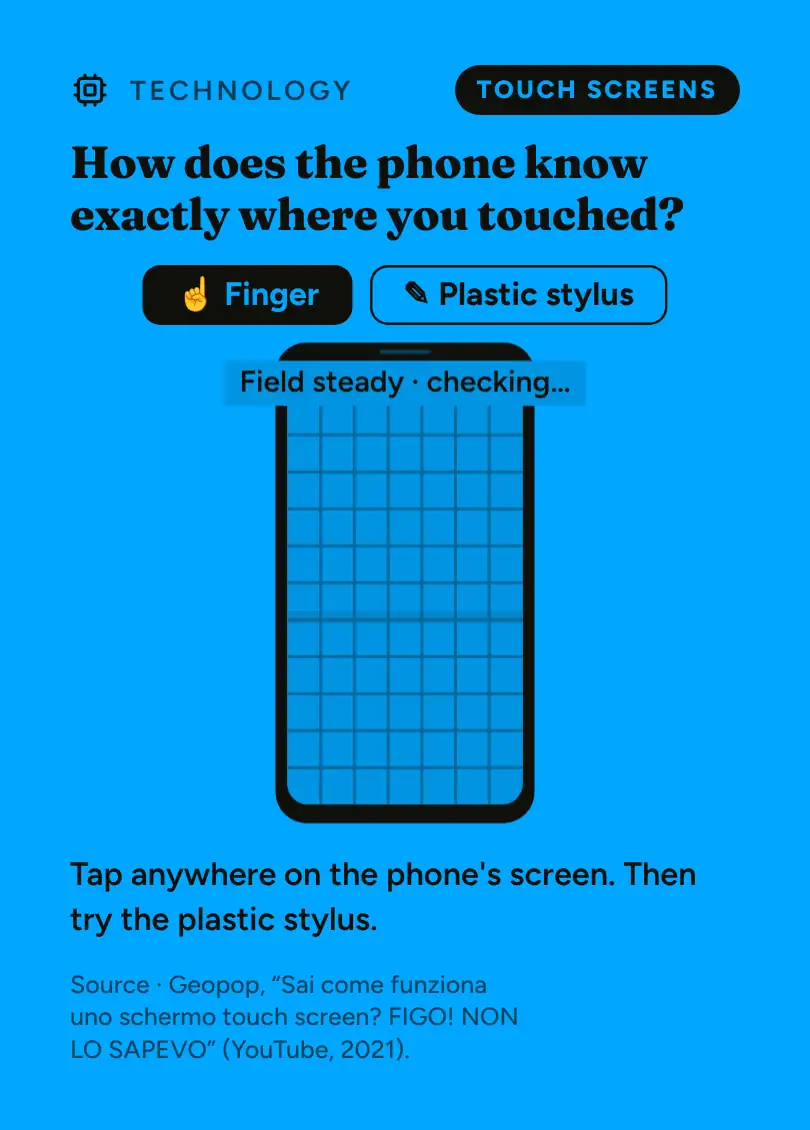 TECHNOLOGY
TOUCH SCREENS
How does the phone know
exactly where you touched?
☝️ Finger
✎ Plastic stylus
Field steady · checking...
Tap anywhere on the phone's screen. Then
try the plastic stylus.
Source · Geopop, “Sai come funziona
uno schermo touch screen? FIGO! NON
LO SAPEVO” (YouTube, 2021).